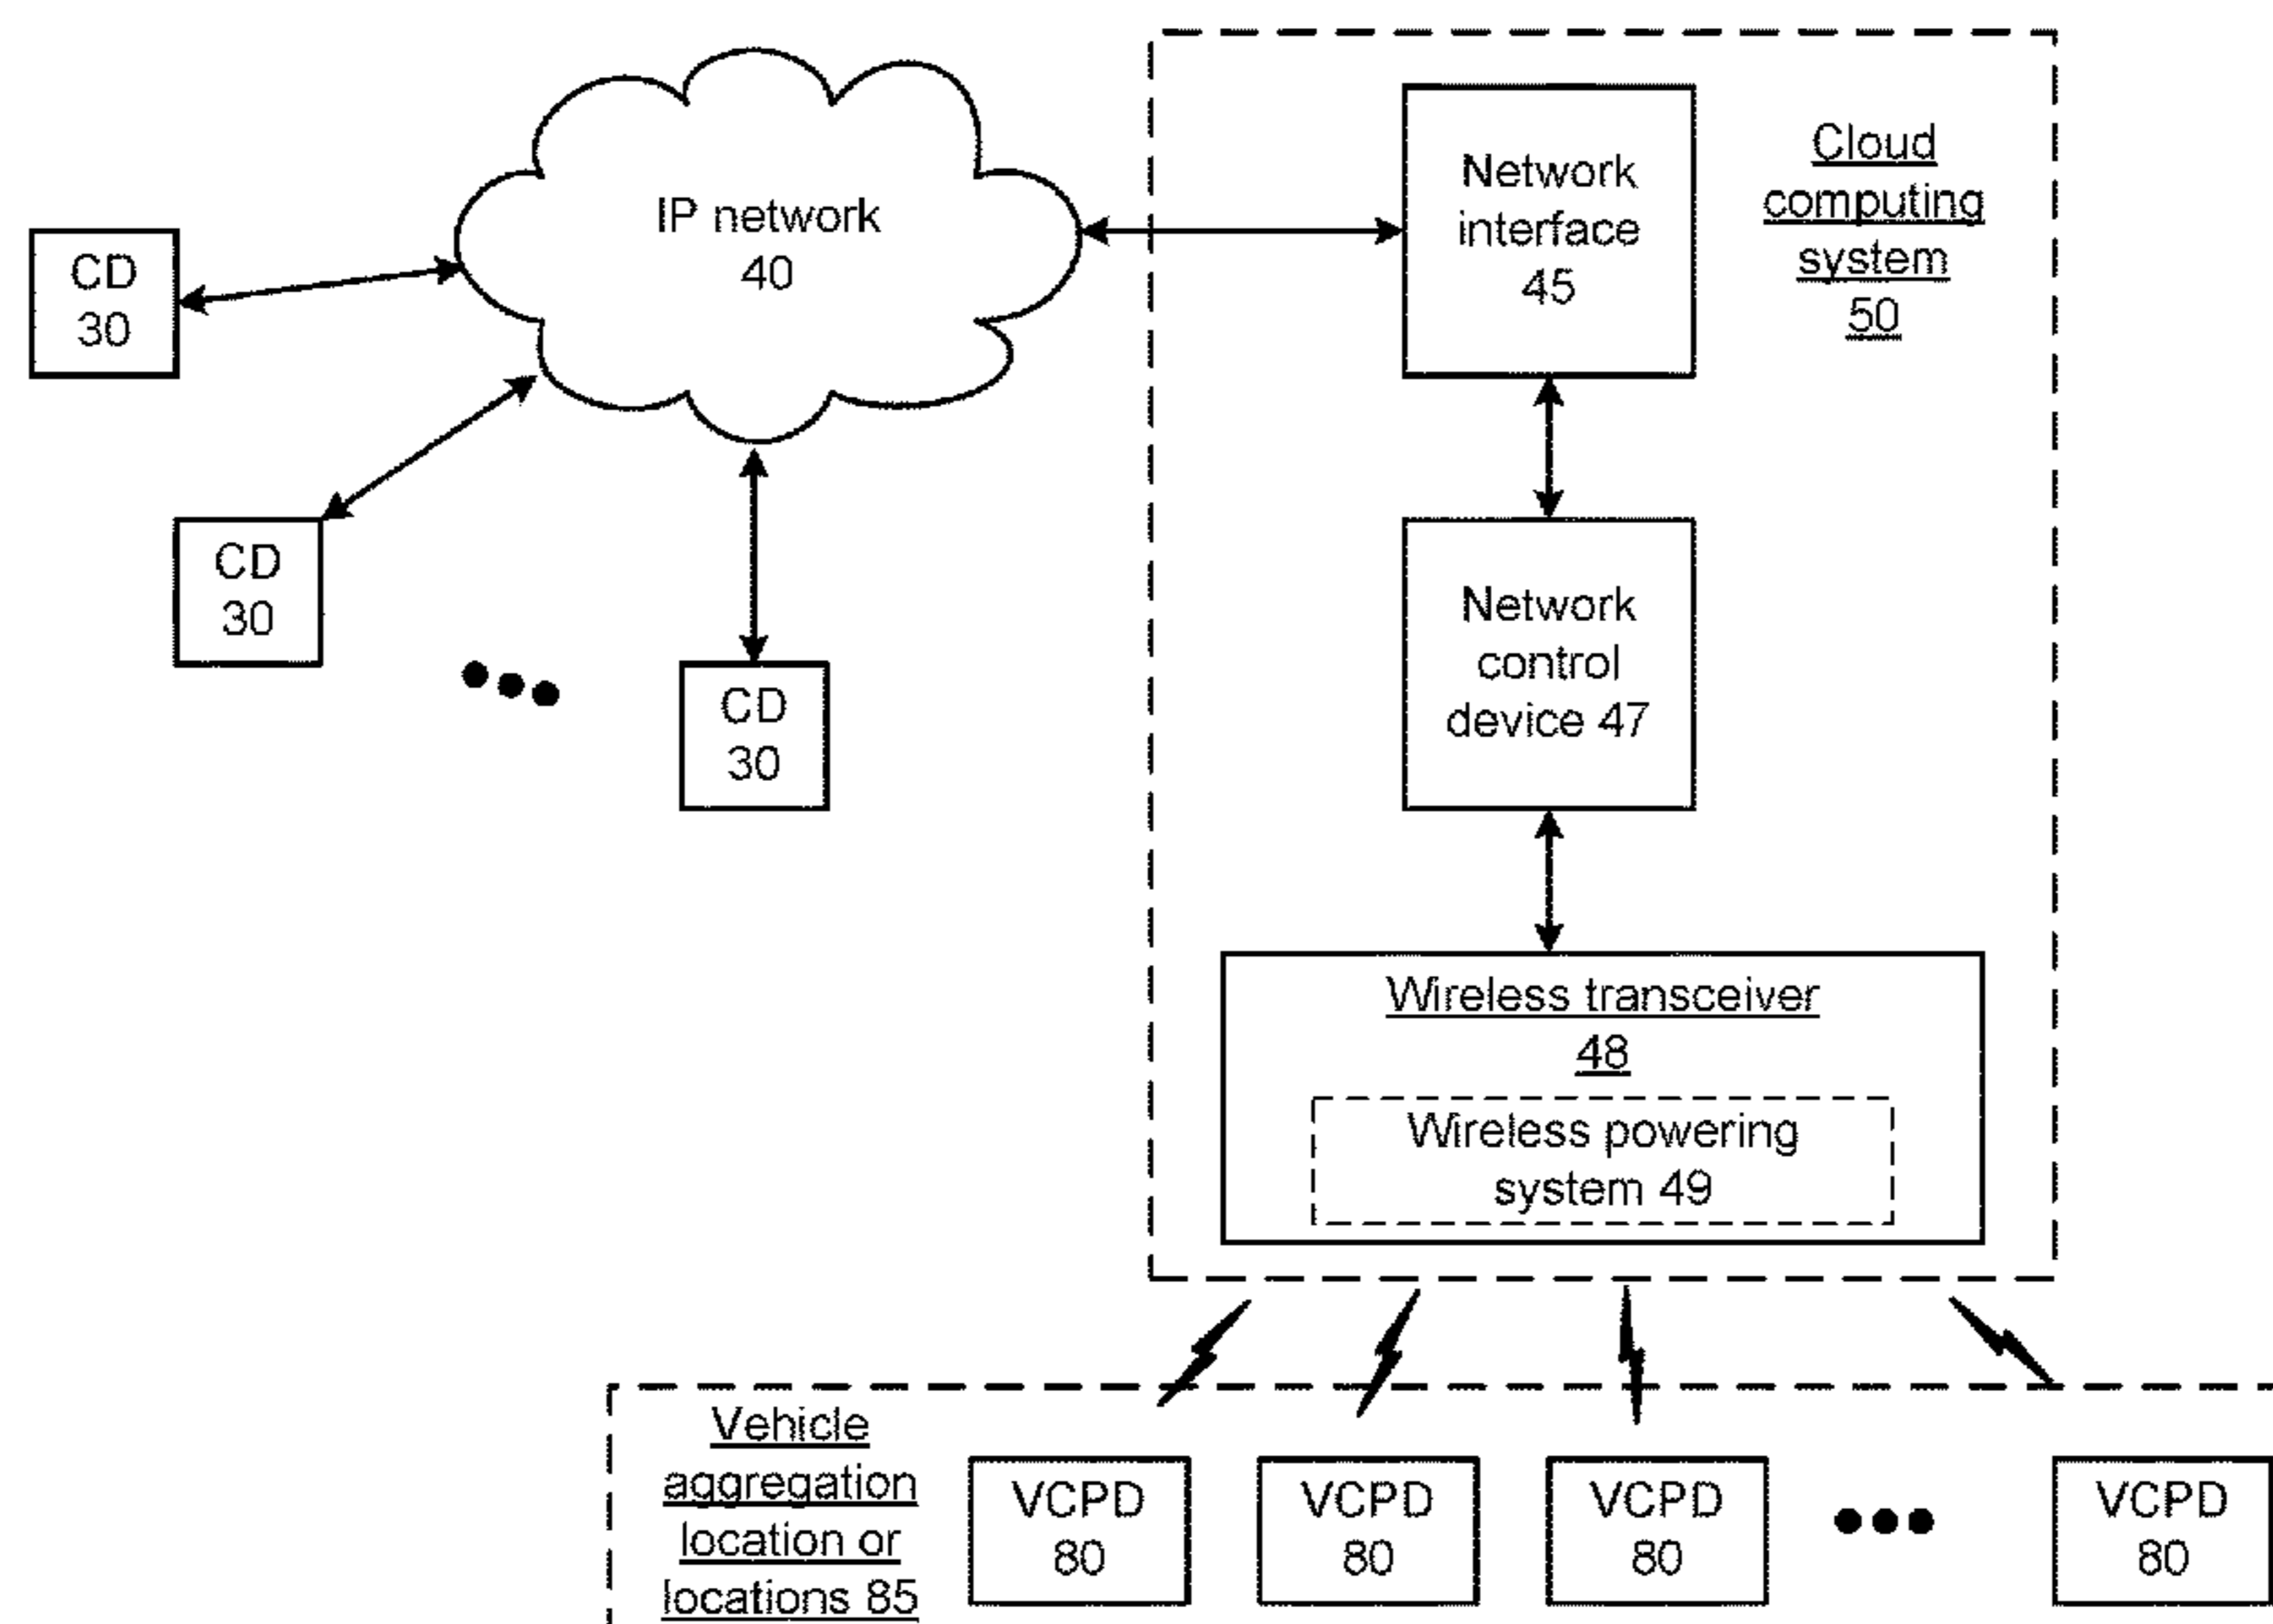 IP network
40
CD
30
CD
30
CD
30
Network
interface
45
Cloud
computing
system
50
Network
control
device 47
Wireless transceiver
48
Wireless powering
system 49
Vehicle
aggregation
location or
locations 85
VCPD
80
VCPD
80
VCPD
80
VCPD
80